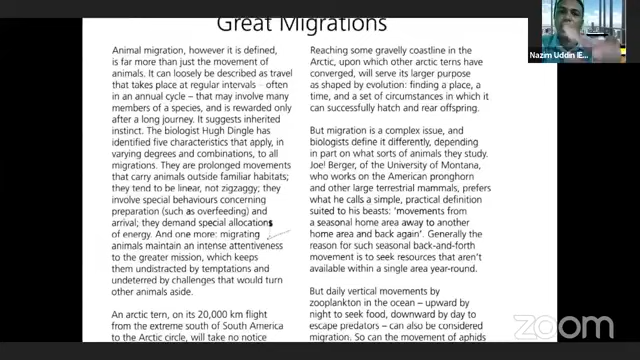 Great Migrations
Animal migration, however it is defined,
is far more than just the movement of
animals. It can loosely be described as travel
that takes place at regular intervals - often
in an annual cycle - that may involve many
members of a species, and is rewarded only
after a long journey. It suggests inherited
instinct. The biologist Hugh Dingle has
identified five characteristics that apply, in
varying degrees and combinations, to all
migrations. They are prolonged movements
that carry animals outside familiar habitats;
they tend to be linear, not zigzaggy; they
involve special behaviours concerning
preparation (such as overfeeding) and
arrival; they demand special allocations
of energy. And one more: migrating
animals maintain an intense attentiveness
to the greater mission, which keeps
them undistracted by temptations and
undeterred by challenges that would turn
other animals aside.
An arctic tern, on its 20,000 km flight
from the extreme south of South America
to the Arctic circle, will take no notice
Reaching some gravelly coastline in the
Arctic, upon which other arctic terns have
converged, will serve its larger purpose
as shaped by evolution: finding a place, a
time, and a set of circumstances in which it
can successfully hatch and rear offspring.
But migration is a complex issue, and
biologists define it differently, depending
in part on what sorts of animals they study.
Joel Berger, of the University of Montana,
who works on the American pronghorn
and other large terrestrial mammals, prefers
what he calls a simple, practical definition
suited to his beasts: 'movements from
a seasonal home area away to another
home area and back again'. Generally the
reason for such seasonal back-and-forth
movement is to seek resources that aren't
available within a single area year-round.
But daily vertical movements by
zooplankton in the ocean - upward by
night to seek food, downward by day to
escape predators - can also be considered
migration. So can the movement of aphids
Nazim Uddin IE...
zoom